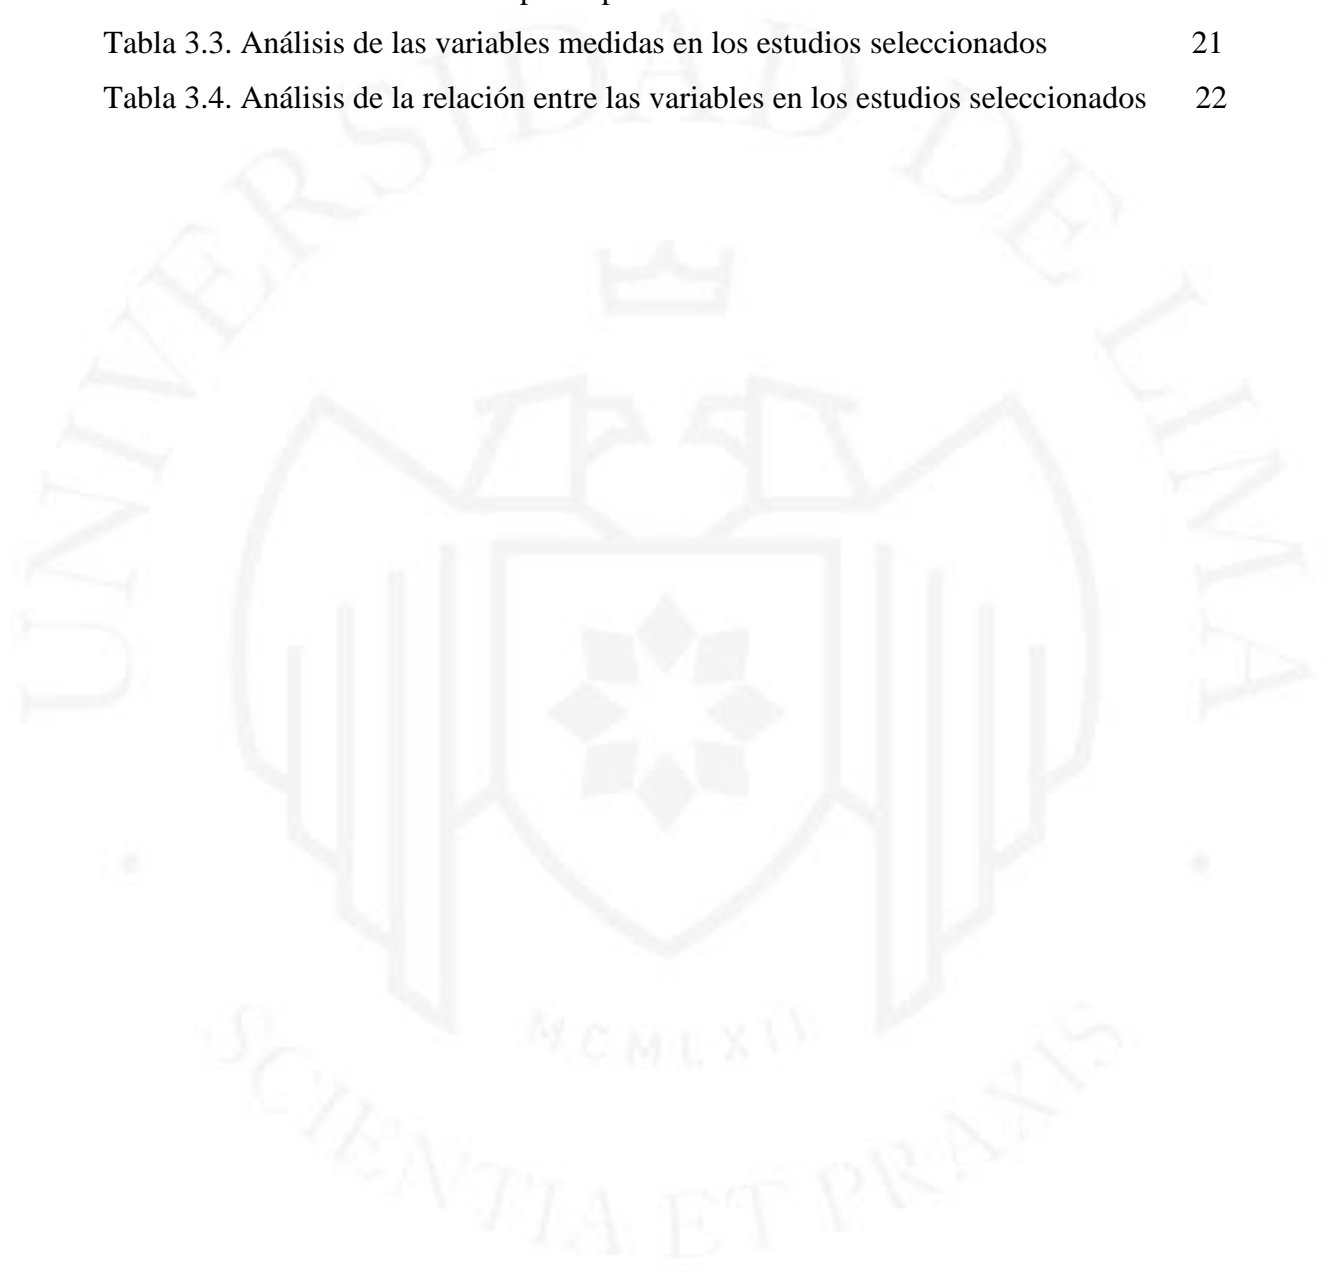 Tabla 3.3. Análisis de las variables medidas en los estudios seleccionados 21
Tabla 3.4. Análisis de la relación entre las variables en los estudios seleccionados 22
UNIVERSIDAD DE LIMA
MCMLXII
SCIENTIA ET PRAXIS